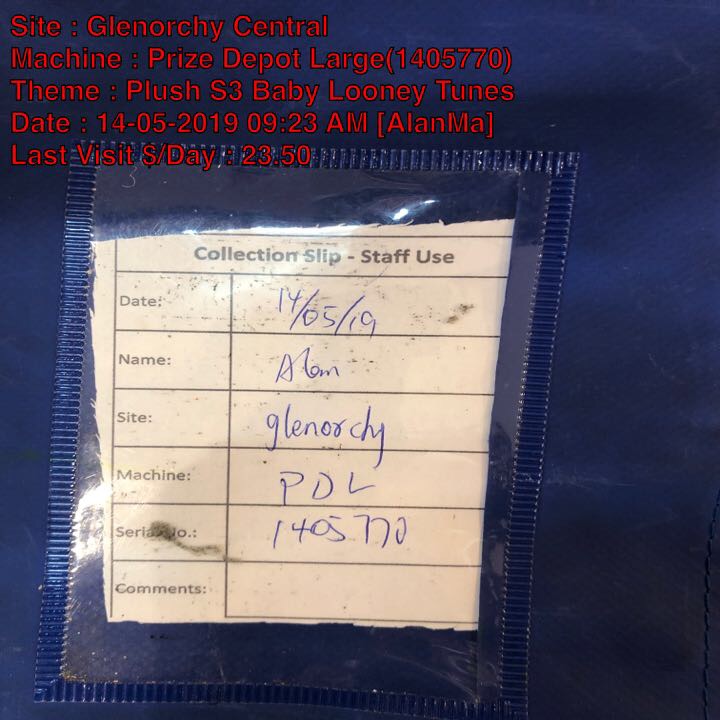 Site : Glenorchy Central
Machine : Prize Depot Large(1405770)
Theme : Plush S3 Baby Looney Tunes
Date : 14-05-2019 09:23 AM [AlanMa]
Last Visit $/Day : 23.50
Collection Slip - Staff Use
Date: 14/05/19
Name: Alan
Site: glenorchy
Machine: PDL
Serial No.: 1405770
Comments: